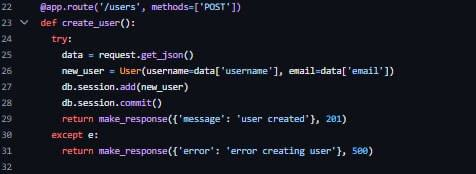 22 @app.route('/users', methods=['POST'])
23 def create_user():
24   try:
25     data = request.get_json()
26     new_user = User(username=data['username'], email=data['email'])
27     db.session.add(new_user)
28     db.session.commit()
29     return make_response({'message': 'user created'}, 201)
30   except e:
31     return make_response({'error': 'error creating user'}, 500)
32